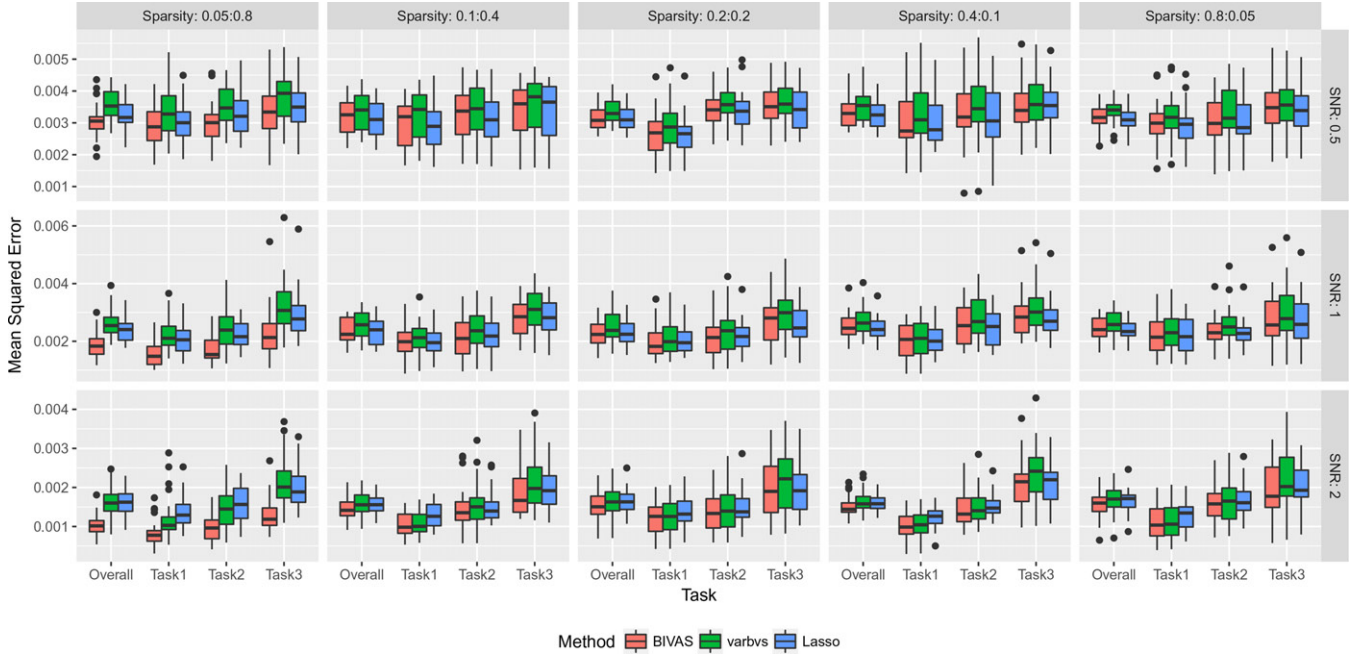 Sparsity: 0.05:0.8
Sparsity: 0.1:0.4
Sparsity: 0.2:0.2
Sparsity: 0.4:0.1
Sparsity: 0.8:0.05
Mean Squared Error
0.005
0.004
0.003
0.002
0.001
SNR: 0.5
0.006
0.004
0.002
SNR: 1
0.004
0.003
0.002
0.001
SNR: 2
Overall Task1 Task2 Task3
Overall Task1 Task2 Task3
Overall Task1 Task2 Task3
Overall Task1 Task2 Task3
Overall Task1 Task2 Task3
Task
Method BIVAS varbvs Lasso